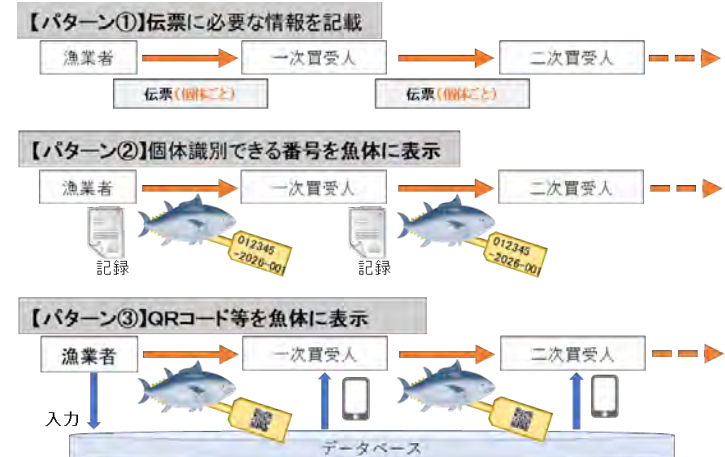 【パターン①】伝票に必要な情報を記載
漁業者 一次買受人 二次買受人
伝票(個体ごと) 伝票(個体ごと)
【パターン②】個体識別できる番号を魚体に表示
漁業者 一次買受人 二次買受人
012345 012345
-2026-001 -2026-001
記録 記録
【パターン③】QRコード等を魚体に表示
漁業者 一次買受人 二次買受人
入力
データベース